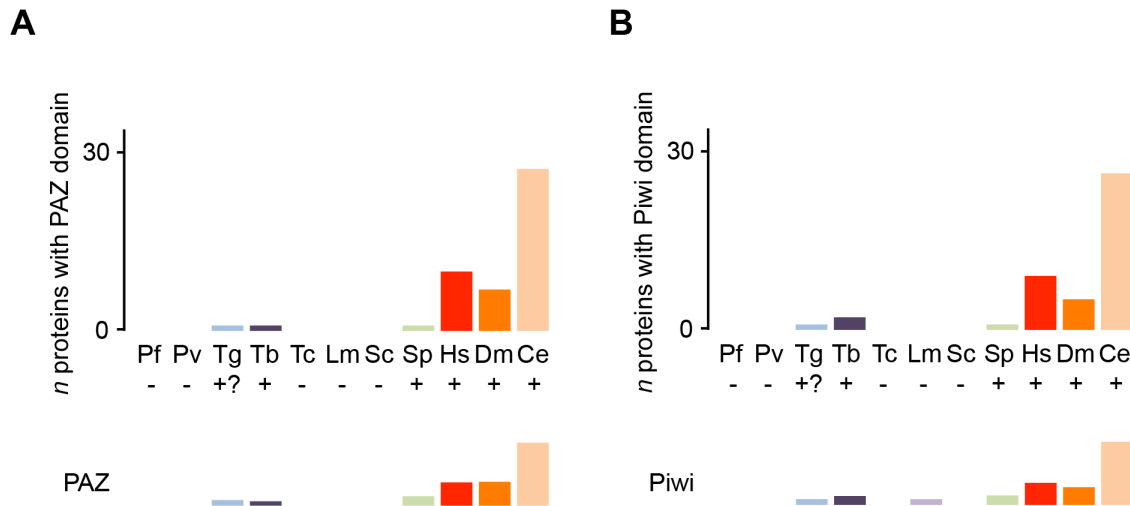 A
n proteins with PAZ domain
30
0
Pf Pv Tg Tb Tc Lm Sc Sp Hs Dm Ce
- - +? + - - - + + + +
PAZ
B
n proteins with Piwi domain
30
0
Pf Pv Tg Tb Tc Lm Sc Sp Hs Dm Ce
- - +? + - - - + + + +
Piwi